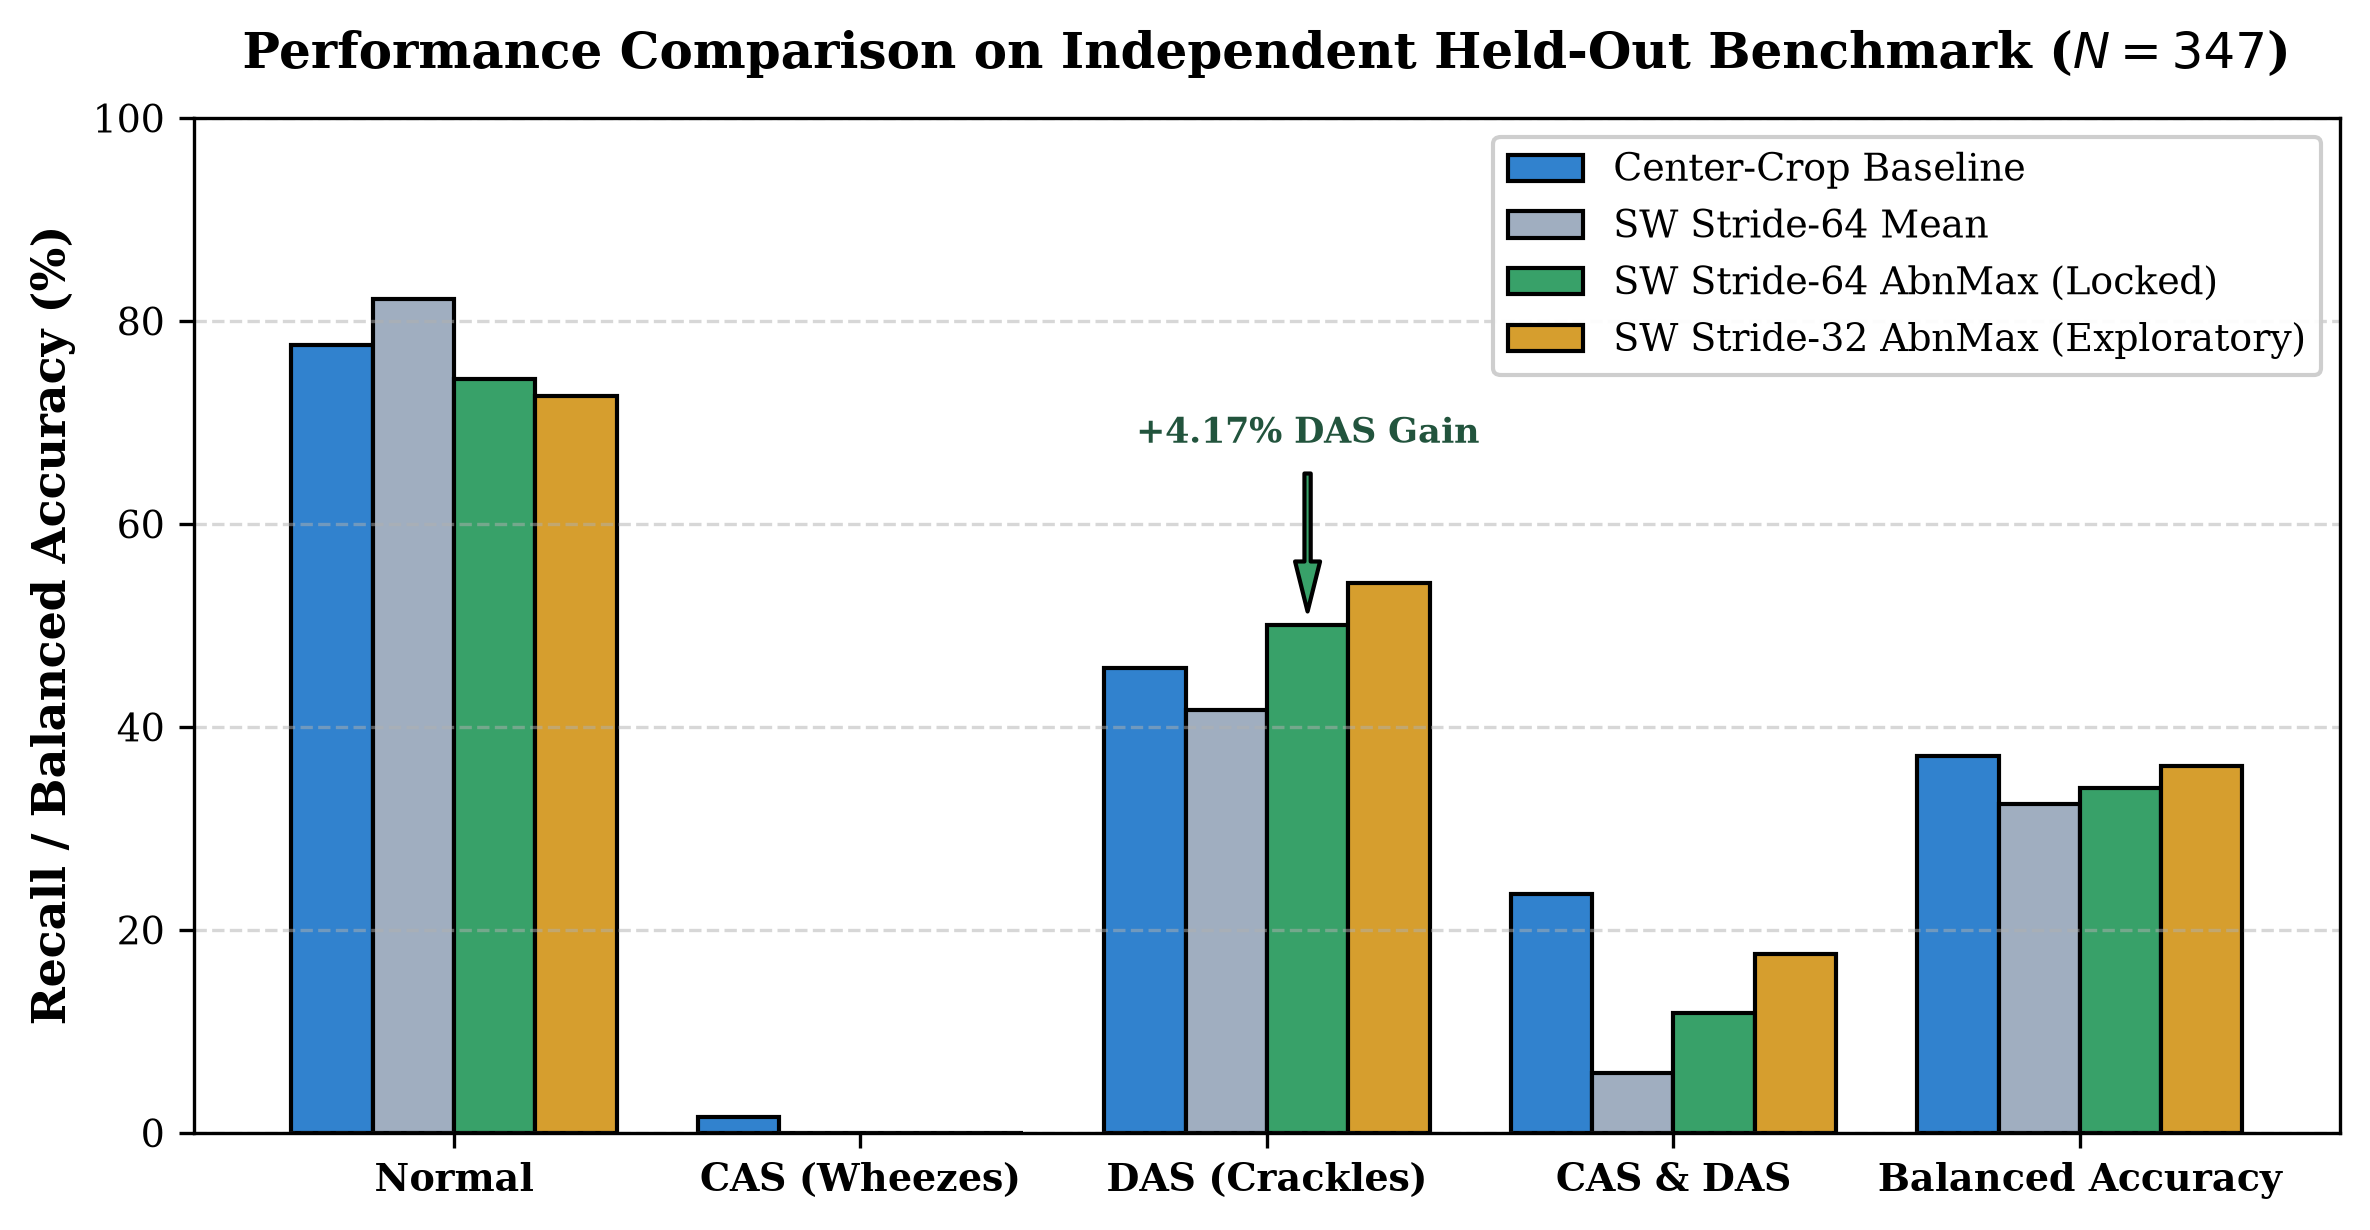 Performance Comparison on Independent Held-Out Benchmark (N = 347)
Recall / Balanced Accuracy (%)
100
80
60
40
20
0
Center-Crop Baseline
SW Stride-64 Mean
SW Stride-64 AbnMax (Locked)
SW Stride-32 AbnMax (Exploratory)
+4.17% DAS Gain
Normal
CAS (Wheezes)
DAS (Crackles)
CAS & DAS
Balanced Accuracy